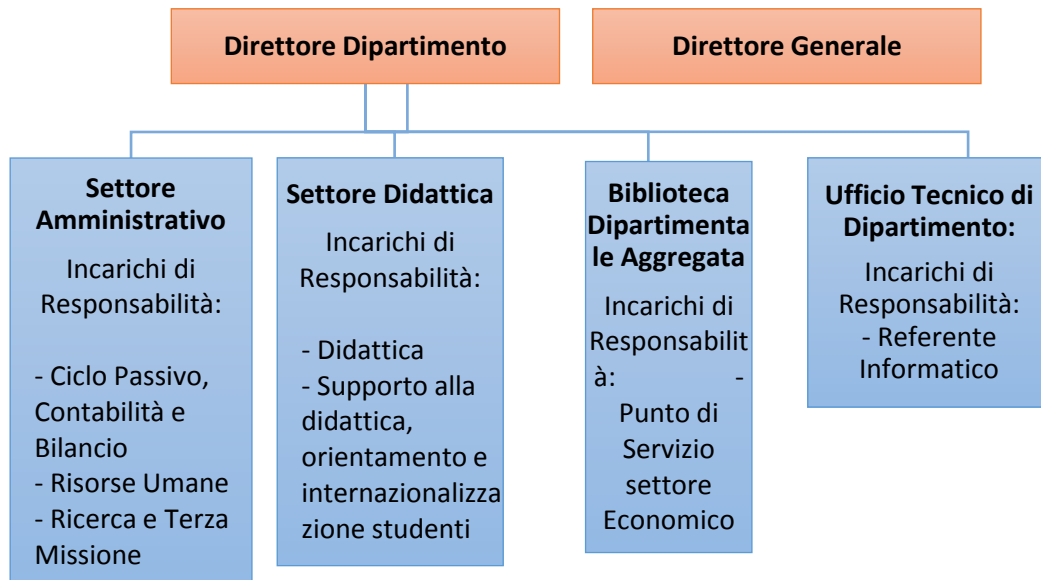 Direttore Dipartimento
Direttore Generale
Settore
Amministrativo
Incarichi di
Responsabilità:
- Ciclo Passivo,
Contabilità e
Bilancio
- Risorse Umane
- Ricerca e Terza
Missione
Settore Didattica
Incarichi di
Responsabilità:
- Didattica
- Supporto alla
didattica,
orientamento e
internazionalizza
zione studenti
Biblioteca
Dipartimenta
le Aggregata
Incarichi di
Responsabilit
à: -
Punto di
Servizio
settore
Economico
Ufficio Tecnico di
Dipartimento:
Incarichi di
Responsabilità:
- Referente
Informatico